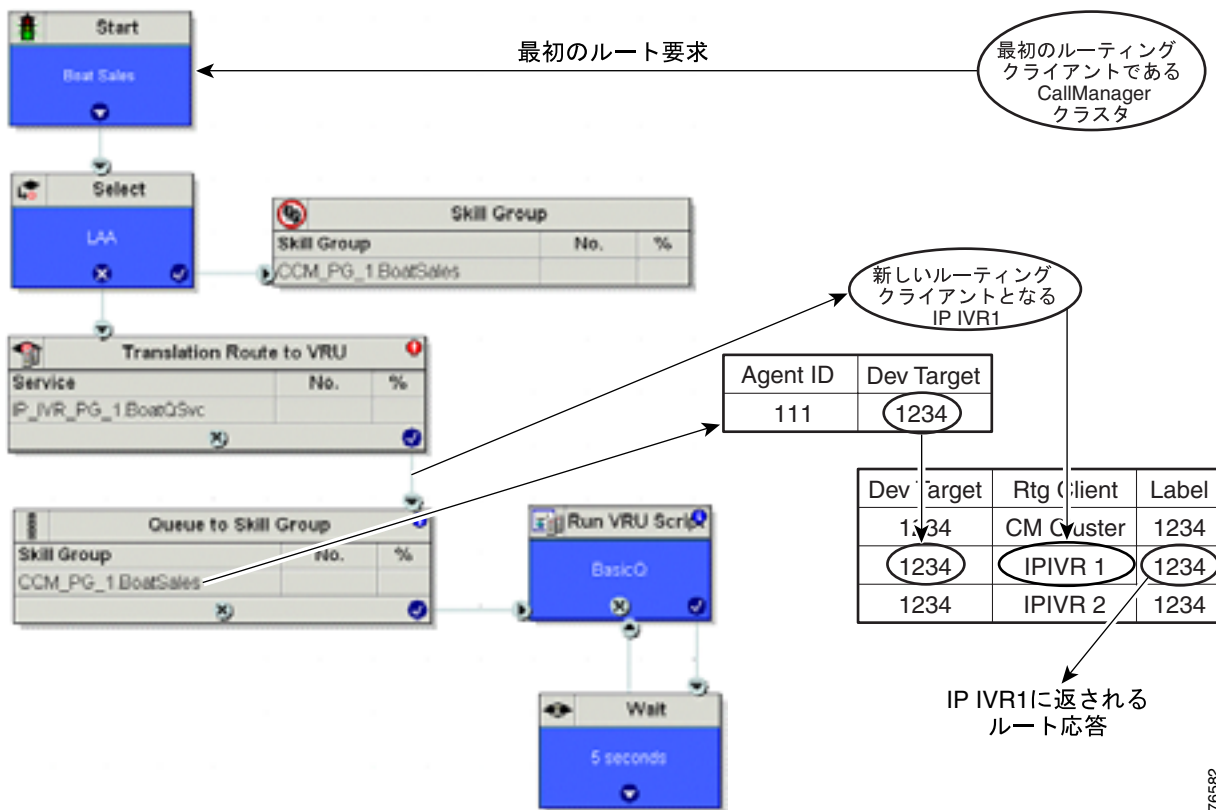 Start
Boat Sales
最初のルート要求
最初のルーティング
クライアントである
CallManager
クラスタ
Select
LAA
Skill Group
Skill Group No. %
CCM_PG_1.BoatSales
新しいルーティング
クライアントとなる
IP IVR1
Translation Route to VRU
Service No. %
IP_IVR_PG_1.BoatQSvc
Agent ID Dev Target
111 1234
Queue to Skill Group
Skill Group No. %
CCM_PG_1.BoatSales
Run VRU Script
BasicQ
Dev Target Rtg Client Label
1234 CM Cluster 1234
1234 IPIVR 1 1234
1234 IPIVR 2 1234
Wait
5 seconds
IP IVR1に返される
ルート応答
76582